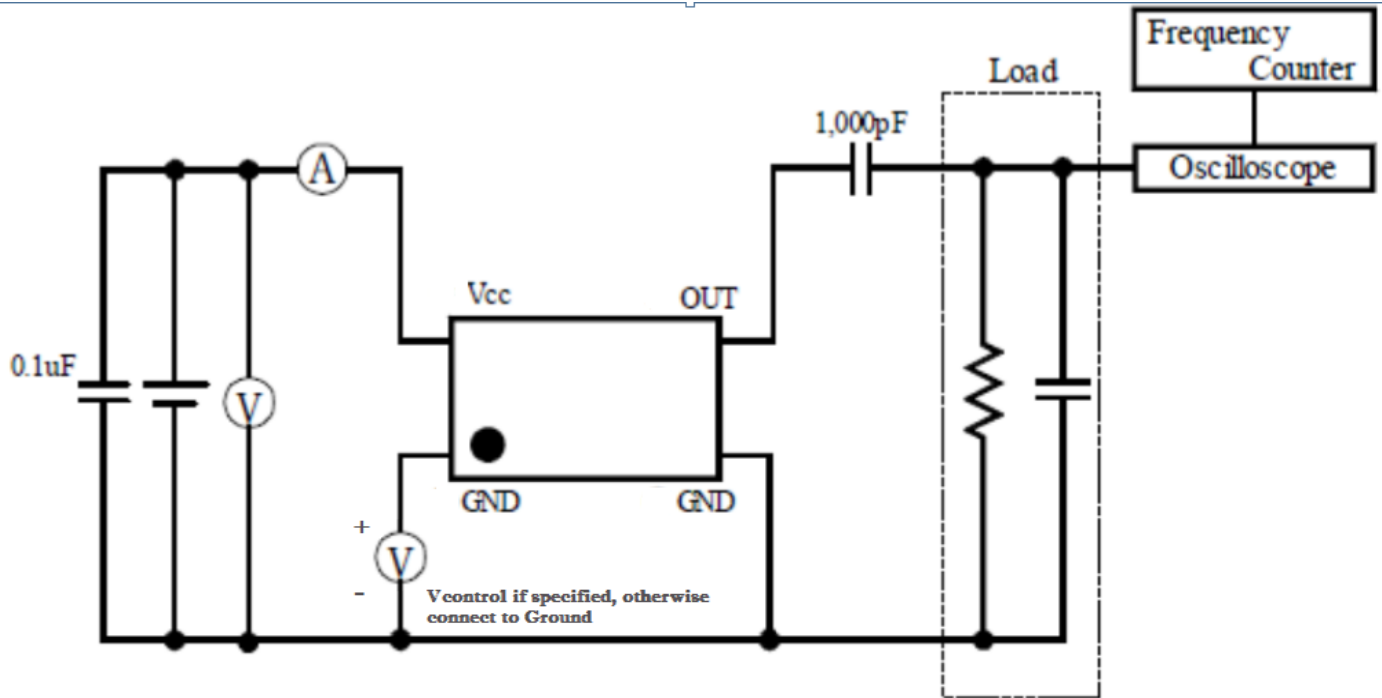 Frequency
Counter
Load
1,000pF
Oscilloscope
A
Vcc
OUT
0.1uF
V
GND
GND
+
V
-
Vcontrol if specified, otherwise
connect to Ground